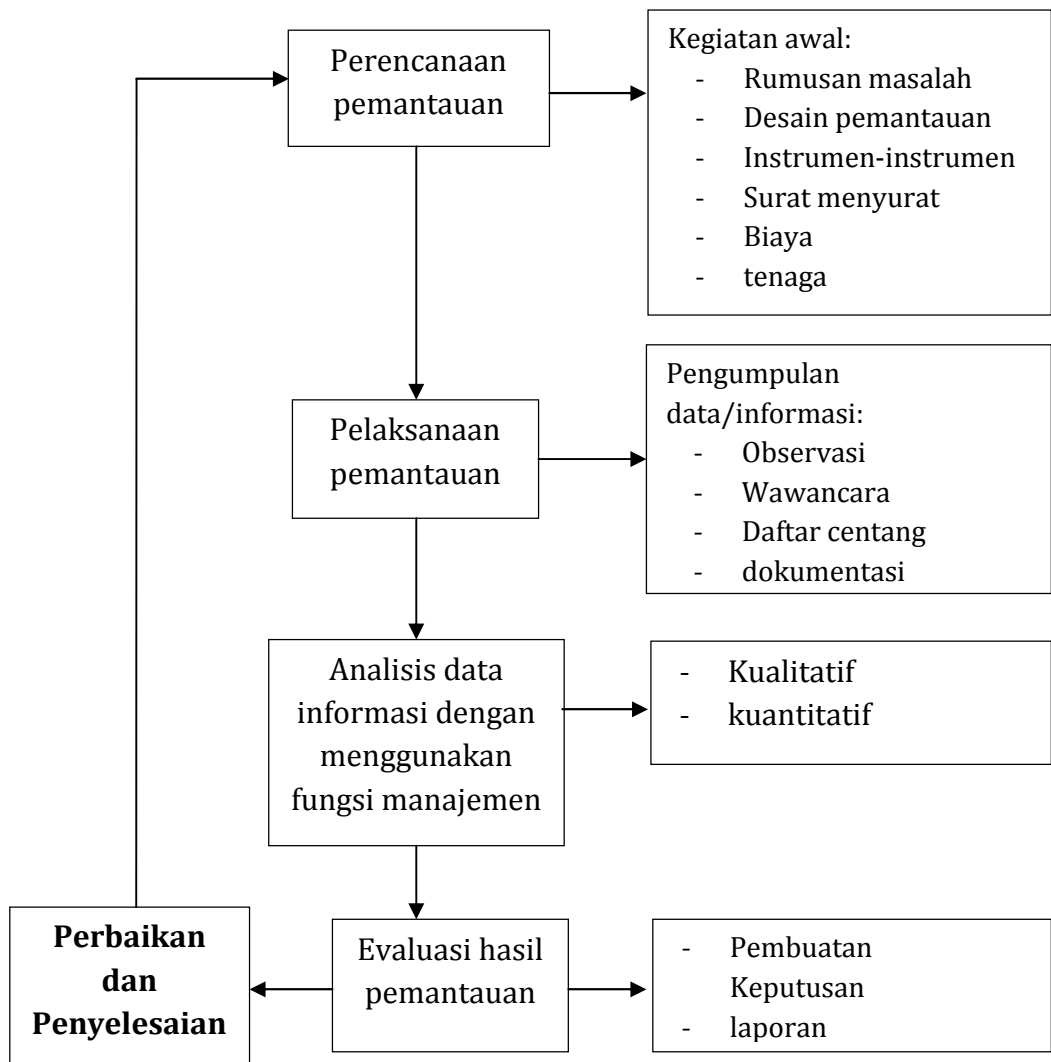 Perencanaan
pemantauan
Kegiatan awal:
- Rumusan masalah
- Desain pemantauan
- Instrumen-instrumen
- Surat menyurat
- Biaya
- tenaga
Pelaksanaan
pemantauan
Pengumpulan
data/informasi:
- Observasi
- Wawancara
- Daftar centang
- dokumentasi
Analisis data
informasi dengan
menggunakan
fungsi manajemen
- Kualitatif
- kuantitatif
Perbaikan
dan
Penyelesaian
Evaluasi hasil
pemantauan
- Pembuatan
Keputusan
- laporan